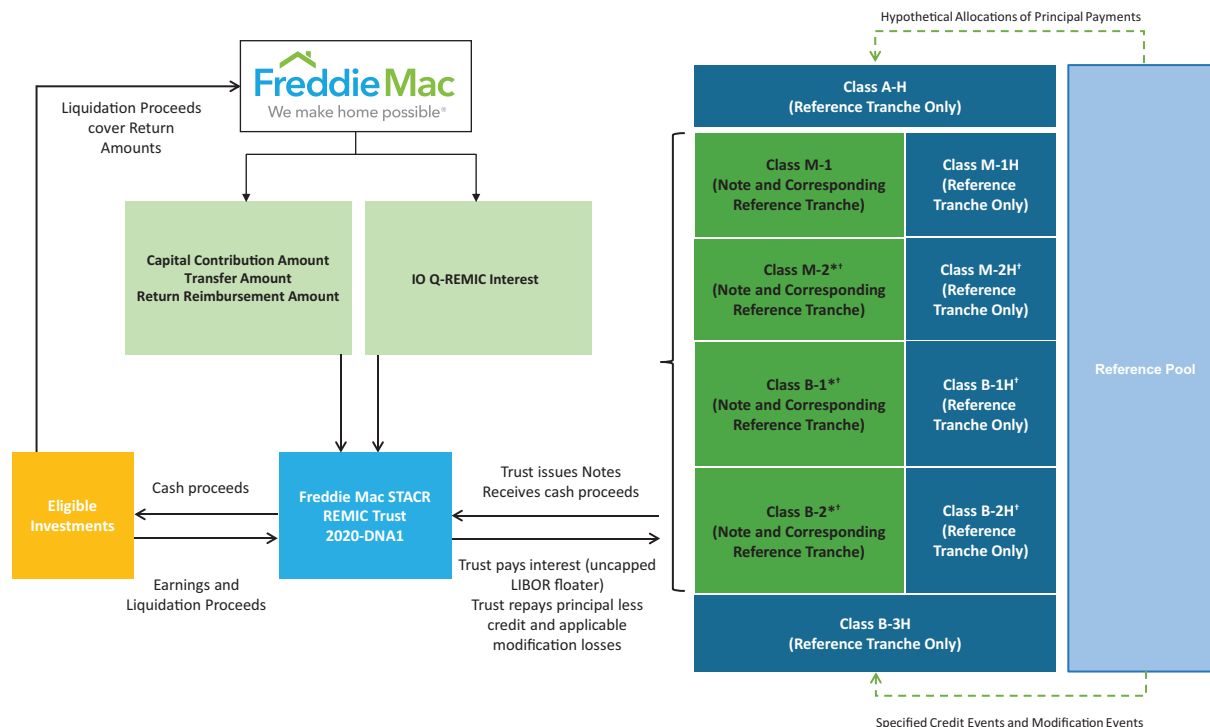 Hypothetical Allocations of Principal Payments
FreddieMac
We make home possible®
Liquidation Proceeds
cover Return
Amounts
Class A-H
(Reference Tranche Only)
Class M-1
(Note and Corresponding
Reference Tranche)
Class M-1H
(Reference
Tranche Only)
Capital Contribution Amount
Transfer Amount
Return Reimbursement Amount
IO Q-REMIC Interest
Class M-2*†
(Note and Corresponding
Reference Tranche)
Class M-2H†
(Reference
Tranche Only)
Reference Pool
Class B-1*†
(Note and Corresponding
Reference Tranche)
Class B-1H†
(Reference
Tranche Only)
Eligible
Investments
Cash proceeds
Earnings and
Liquidation Proceeds
Freddie Mac STACR
REMIC Trust
2020-DNA1
Trust issues Notes
Receives cash proceeds
Trust pays interest (uncapped
LIBOR floater)
Trust repays principal less
credit and applicable
modification losses
Class B-2*†
(Note and Corresponding
Reference Tranche)
Class B-2H†
(Reference
Tranche Only)
Class B-3H
(Reference Tranche Only)
Specified Credit Events and Modification Events